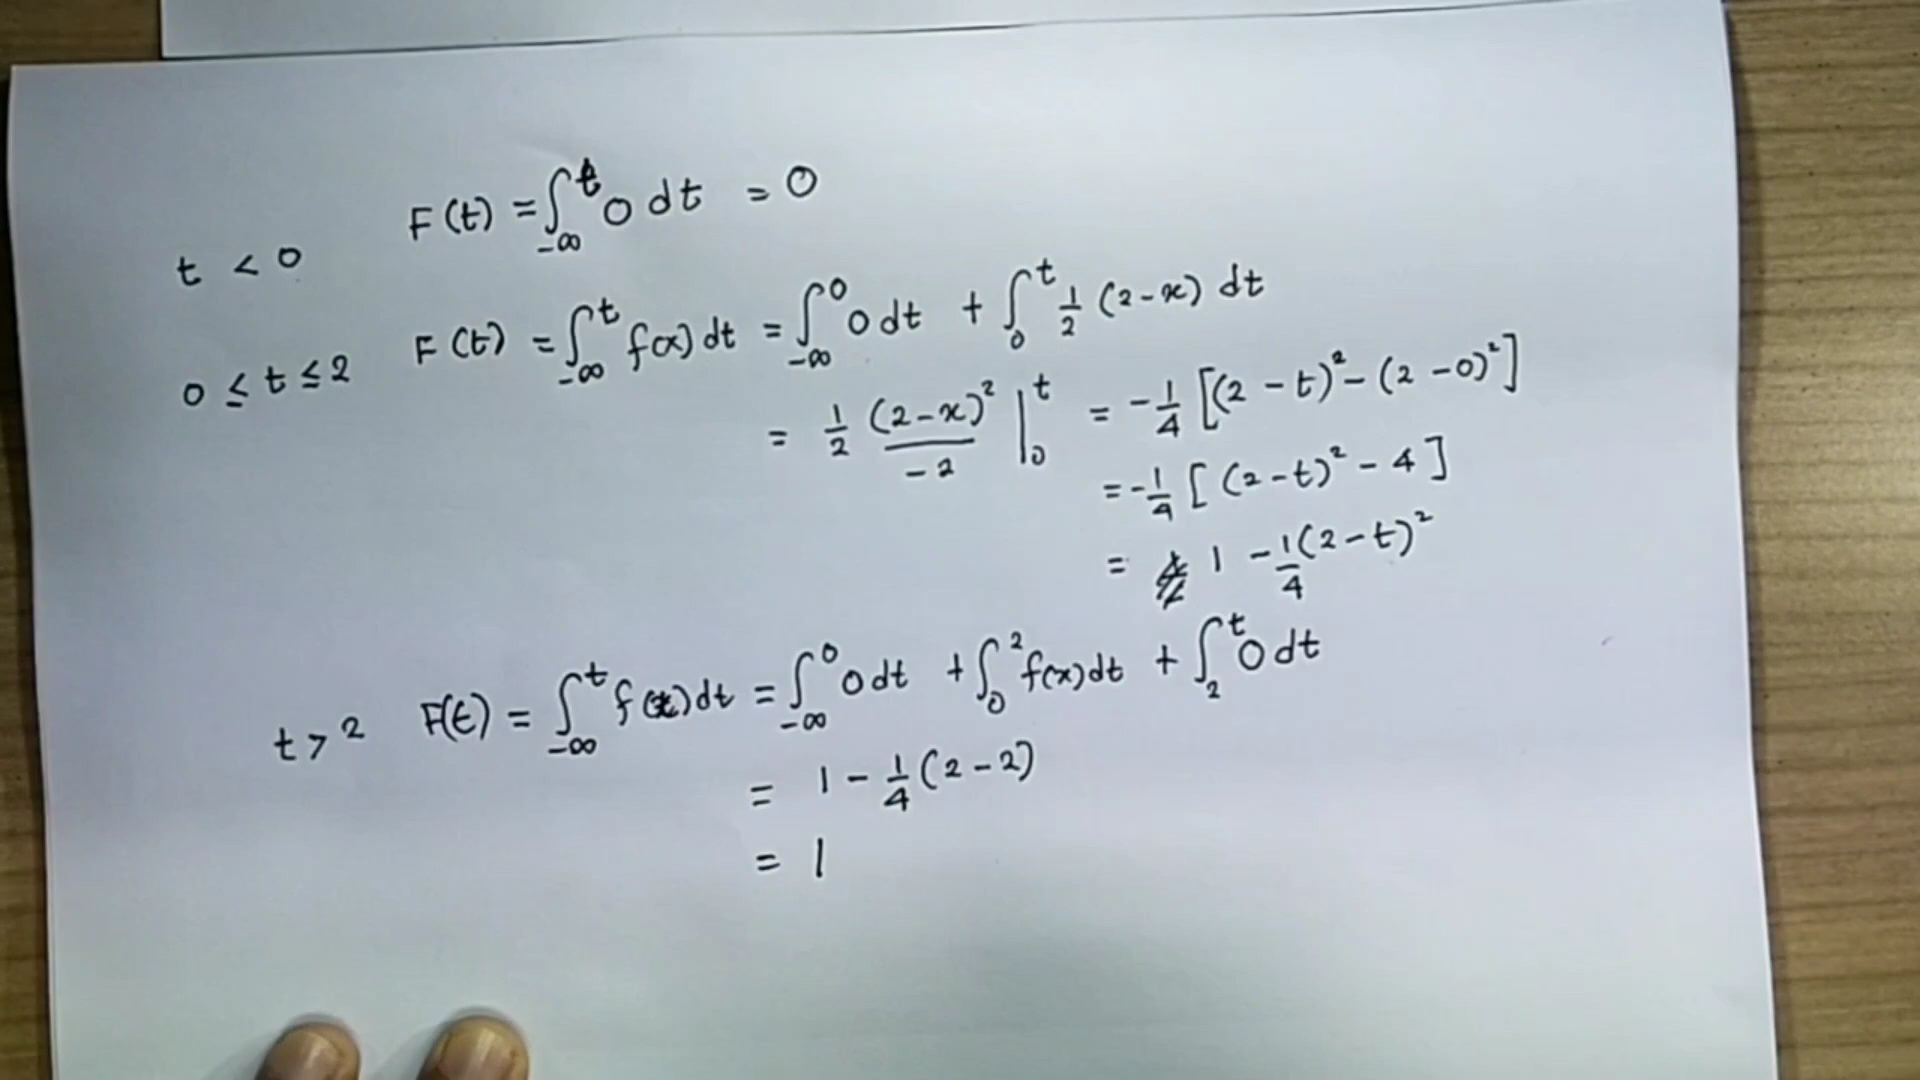 t < 0 F(t) = ∫_{-∞}^{t} 0 dt = 0
0 ≤ t ≤ 2 F(t) = ∫_{-∞}^{t} f(x) dt = ∫_{-∞}^{0} 0 dt + ∫_{0}^{t} 1/2 (2-x) dt
= 1/2 (2-x)²/-2 |_{0}^{t} = -1/4 [(2-t)² - (2-0)²]
= -1/4 [(2-t)² - 4]
= 1 - 1/4 (2-t)²
t > 2 F(t) = ∫_{-∞}^{t} f(x) dt = ∫_{-∞}^{0} 0 dt + ∫_{0}^{2} f(x) dt + ∫_{2}^{t} 0 dt
= 1 - 1/4 (2-2)
= 1